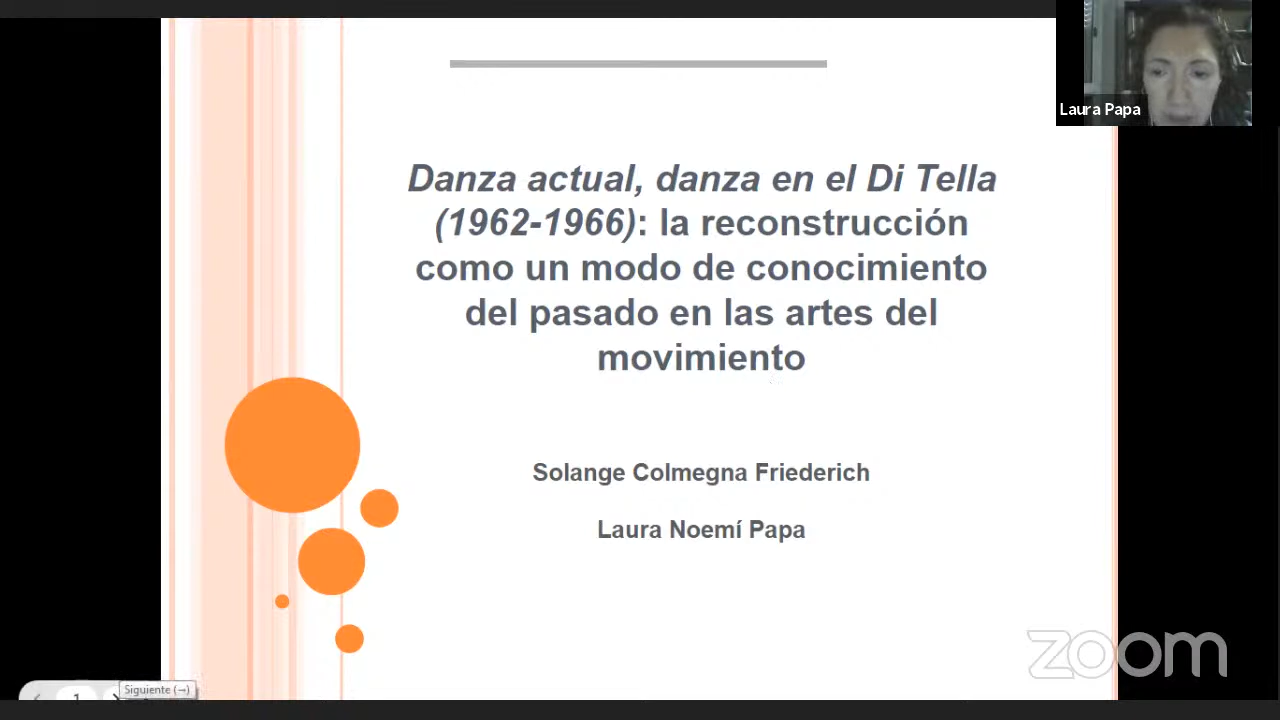 Laura Papa
Danza actual, danza en el Di Tella
(1962-1966): la reconstrucción
como un modo de conocimiento
del pasado en las artes del
movimiento
Solange Colmegna Friederich
Laura Noemí Papa
zoom
1
Siguiente (→)